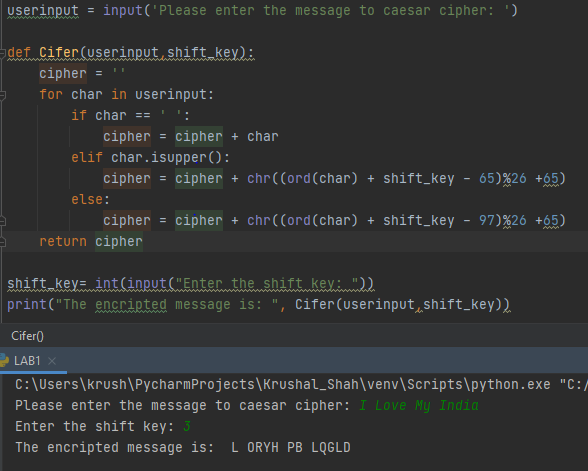 userinput = input('Please enter the message to caesar cipher: ')
def Cifer(userinput,shift_key):
    cipher = ''
    for char in userinput:
        if char == ' ':
            cipher = cipher + char
        elif char.isupper():
            cipher = cipher + chr((ord(char) + shift_key - 65)%26 +65)
        else:
            cipher = cipher + chr((ord(char) + shift_key - 97)%26 +65)
    return cipher
shift_key= int(input("Enter the shift key: "))
print("The encripted message is: ", Cifer(userinput,shift_key))
Cifer()
LAB1 ×
C:\Users\krush\PycharmProjects\Krushal_Shah\venv\Scripts\python.exe "C:/
Please enter the message to caesar cipher: I Love My India
Enter the shift key: 3
The encripted message is:  L ORYH PB LQGLD